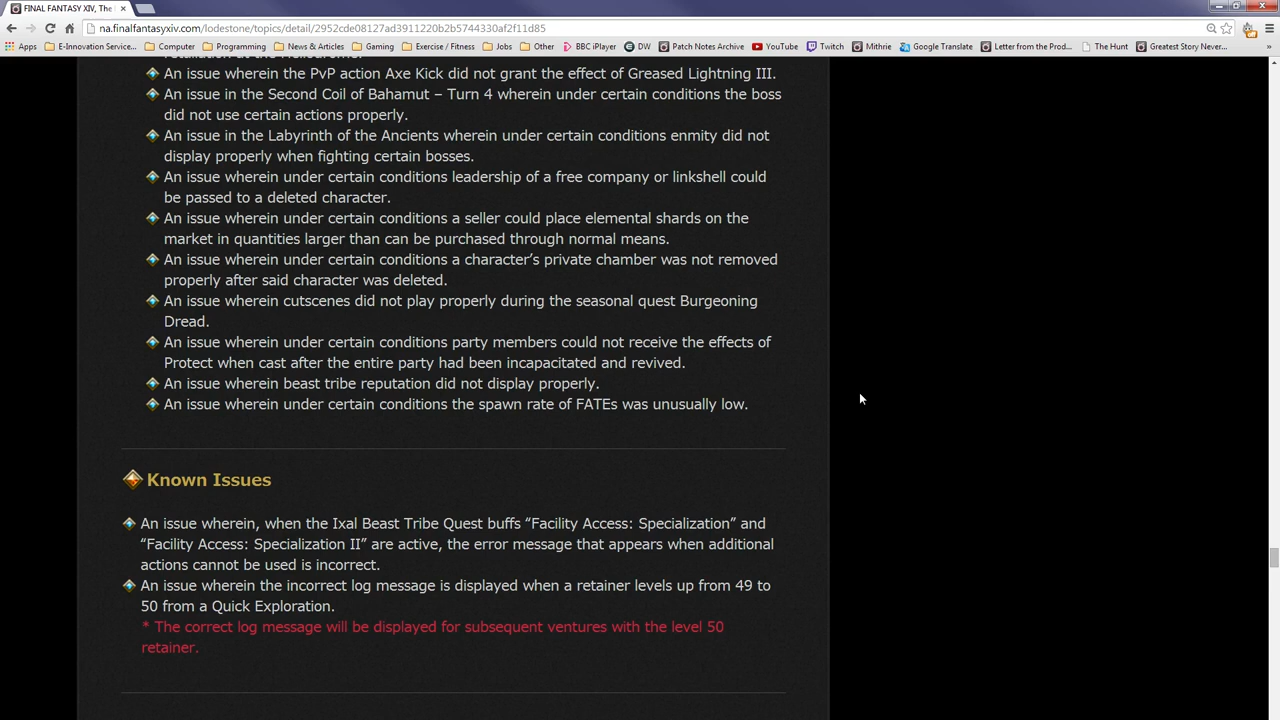 FINAL FANTASY XIV, The
na.finalfantasyxiv.com/lodestone/topics/detail/2952cde08127ad3911220b2b5744330af2f11d85
Apps E-Innovation Service... Computer Programming News & Articles Gaming Exercise / Fitness Jobs Other BBC iPlayer DW Patch Notes Archive YouTube Twitch Mithrie Google Translate Letter from the Prod... The Hunt Greatest Story Never... »
An issue wherein the PvP action Axe Kick did not grant the effect of Greased Lightning III.
An issue in the Second Coil of Bahamut – Turn 4 wherein under certain conditions the boss
did not use certain actions properly.
An issue in the Labyrinth of the Ancients wherein under certain conditions enmity did not
display properly when fighting certain bosses.
An issue wherein under certain conditions leadership of a free company or linkshell could
be passed to a deleted character.
An issue wherein under certain conditions a seller could place elemental shards on the
market in quantities larger than can be purchased through normal means.
An issue wherein under certain conditions a character’s private chamber was not removed
properly after said character was deleted.
An issue wherein cutscenes did not play properly during the seasonal quest Burgeoning
Dread.
An issue wherein under certain conditions party members could not receive the effects of
Protect when cast after the entire party had been incapacitated and revived.
An issue wherein beast tribe reputation did not display properly.
An issue wherein under certain conditions the spawn rate of FATEs was unusually low.
Known Issues
An issue wherein, when the Ixal Beast Tribe Quest buffs “Facility Access: Specialization” and
“Facility Access: Specialization II” are active, the error message that appears when additional
actions cannot be used is incorrect.
An issue wherein the incorrect log message is displayed when a retainer levels up from 49 to
50 from a Quick Exploration.
* The correct log message will be displayed for subsequent ventures with the level 50
retainer.